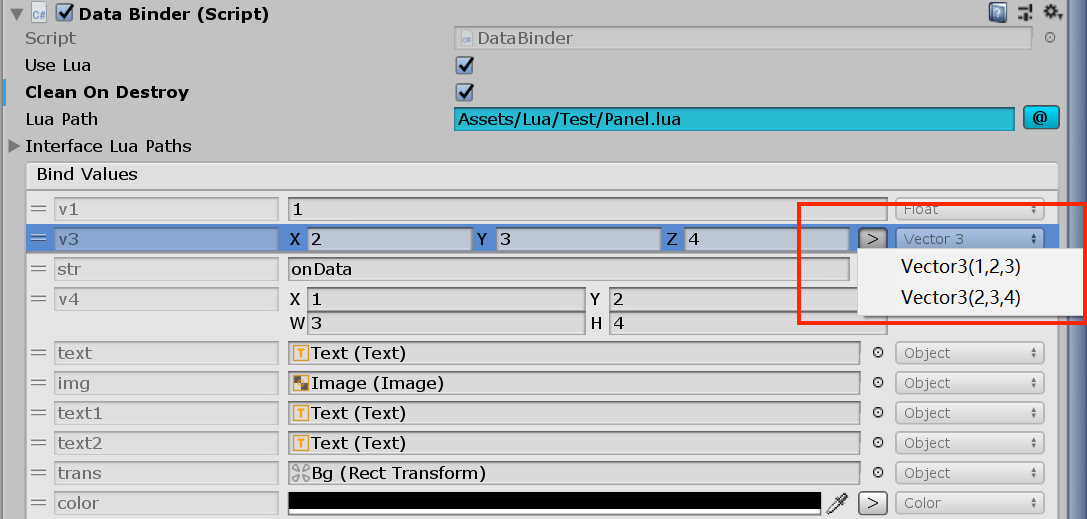 Data Binder (Script)
Script DataBinder
Use Lua
Clean On Destroy
Lua Path Assets/Lua/Test/Panel.lua @
Interface Lua Paths
Bind Values
v1 1 Float
v3 X 2 Y 3 Z 4 > Vector 3
Vector3(1,2,3)
Vector3(2,3,4)
str onData
v4 X 1 Y 2
W 3 H 4
text Text (Text) Object
img Image (Image) Object
text1 Text (Text) Object
text2 Text (Text) Object
trans Bg (Rect Transform) Object
color > Color